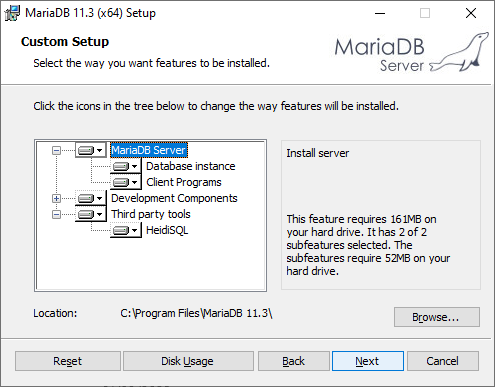 MariaDB 11.3 (x64) Setup
Custom Setup
Select the way you want features to be installed.
MariaDB
Server
Click the icons in the tree below to change the way features will be installed.
MariaDB Server
Database instance
Client Programs
Development Components
Third party tools
HeidiSQL
Install server
This feature requires 161MB on
your hard drive. It has 2 of 2
subfeatures selected. The
subfeatures require 52MB on your
hard drive.
Location: C:\Program Files\MariaDB 11.3\
Browse...
Reset Disk Usage Back Next Cancel